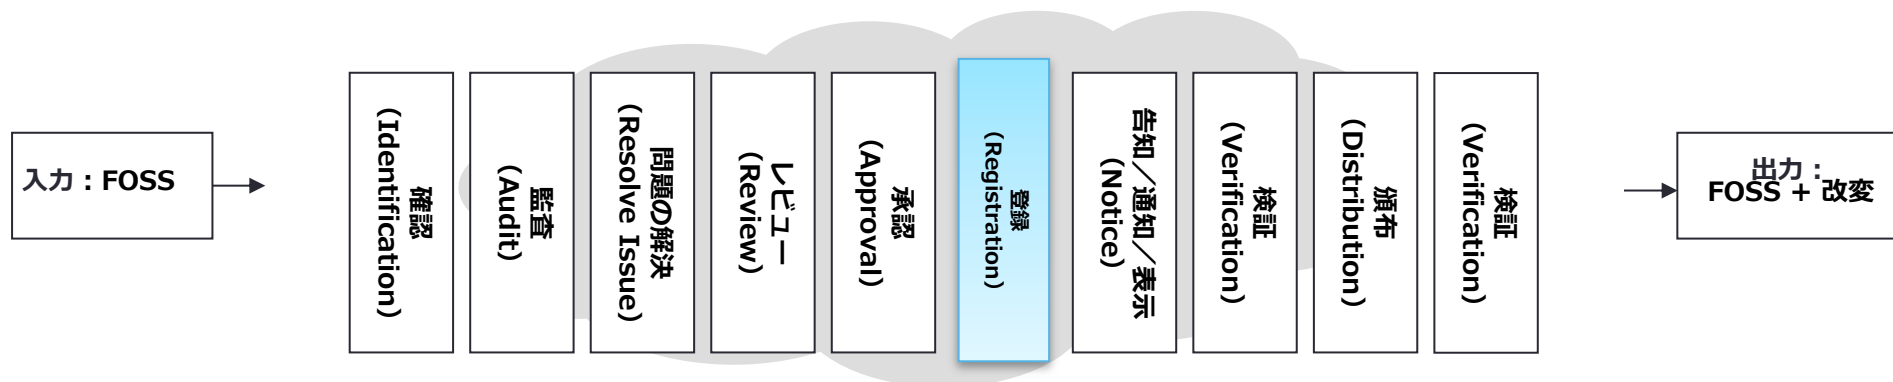 入力：FOSS
確認
（Identification）
監査
（Audit）
問題の解決
（Resolve Issue）
レビュー
（Review）
承認
（Approval）
登録
（Registration）
告知／通知／表示
（Notice）
検証
（Verification）
頒布
（Distribution）
検証
（Verification）
出力：
FOSS + 改変